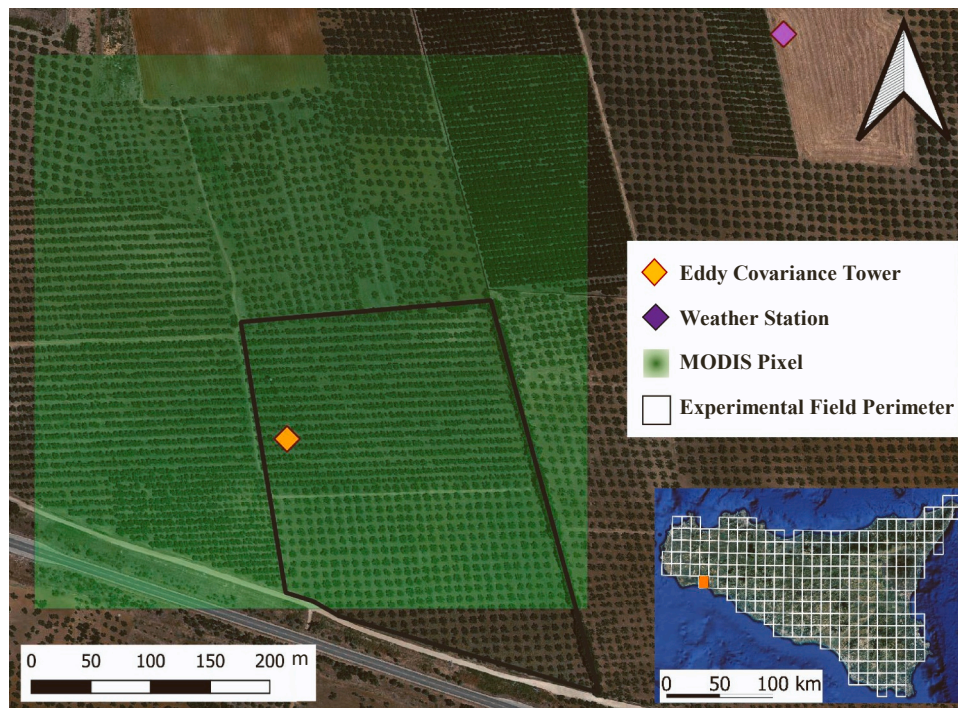 Eddy Covariance Tower
Weather Station
MODIS Pixel
Experimental Field Perimeter
0 50 100 150 200 m
0 50 100 km